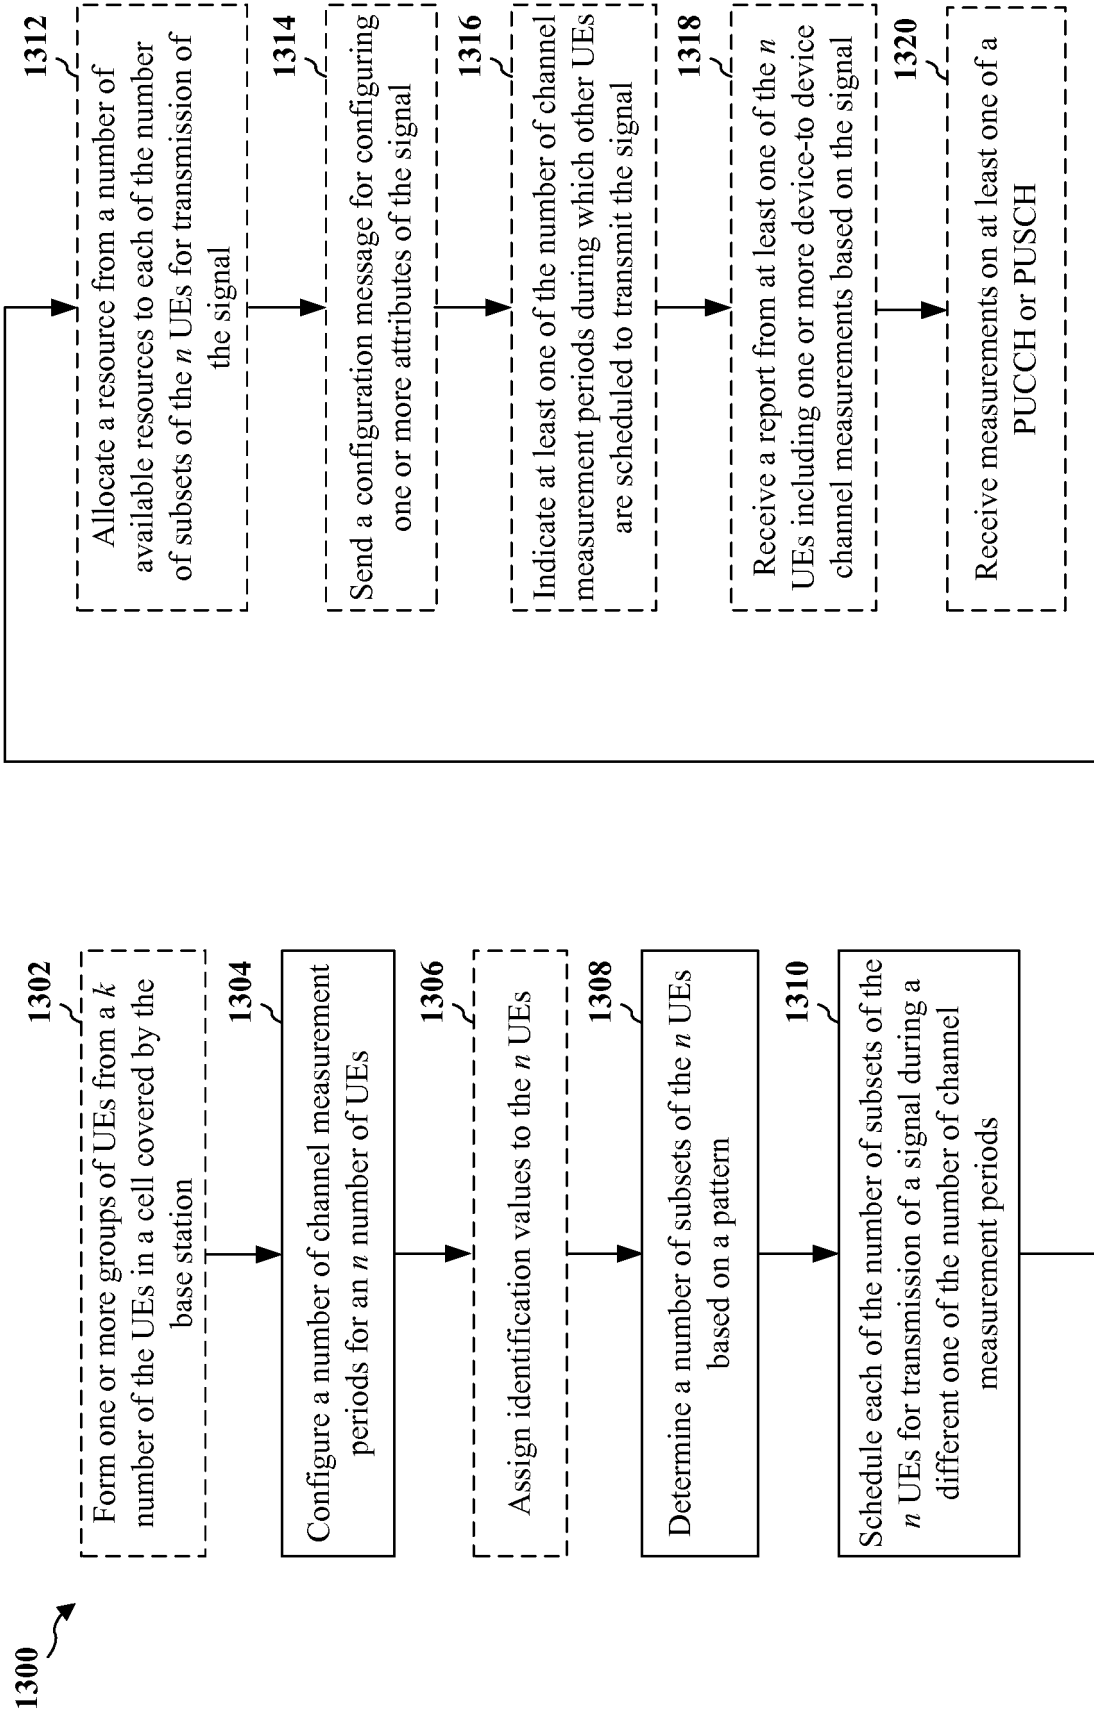 1300
1302
Form one or more groups of UEs from a k
number of the UEs in a cell covered by the
base station
1304
Configure a number of channel measurement
periods for an n number of UEs
1306
Assign identification values to the n UEs
1308
Determine a number of subsets of the n UEs
based on a pattern
1310
Schedule each of the number of subsets of the
n UEs for transmission of a signal during a
different one of the number of channel
measurement periods
1312
Allocate a resource from a number of
available resources to each of the number
of subsets of the n UEs for transmission of
the signal
1314
Send a configuration message for configuring
one or more attributes of the signal
1316
Indicate at least one of the number of channel
measurement periods during which other UEs
are scheduled to transmit the signal
1318
Receive a report from at least one of the n
UEs including one or more device-to device
channel measurements based on the signal
1320
Receive measurements on at least one of a
PUCCH or PUSCH